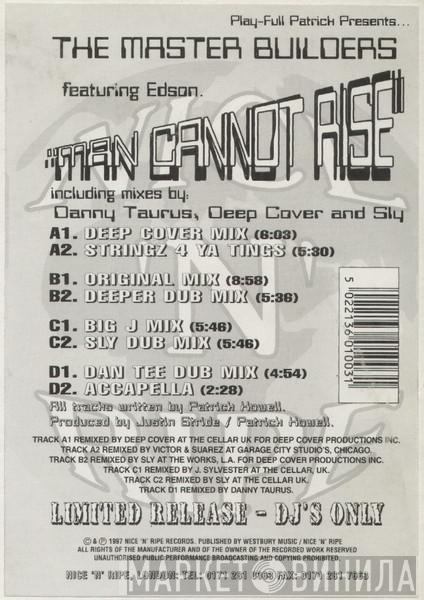 Play-Full Patrick Presents...
THE MASTER BUILDERS
featuring Edson.
"MAN CANNOT RISE"
including mixes by:
Danny Taurus, Deep Cover and Sly
A1. DEEP COVER MIX (6:03)
A2. STRINGZ 4 YA TINGS (5:30)
B1. ORIGINAL MIX (8:58)
B2. DEEPER DUB MIX (5:36)
C1. BIG J MIX (5:46)
C2. SLY DUB MIX (5:46)
D1. DAN TEE DUB MIX (4:54)
D2. ACCAPELLA (2:28)
All tracks written by Patrick Howell.
Produced by Justin Stride / Patrick Howell.
TRACK A1 REMIXED BY DEEP COVER AT THE CELLAR UK FOR DEEP COVER PRODUCTIONS INC.
TRACK A2 REMIXED BY VICTOR & SUAREZ AT GARAGE CITY STUDIO'S, CHICAGO.
TRACK B2 REMIXED BY SLY AT THE WORKS, L.A. FOR DEEP COVER PRODUCTIONS INC.
TRACK C1 REMIXED BY J. SYLVESTER AT THE CELLAR, UK.
TRACK C2 REMIXED BY SLY AT THE CELLAR UK.
TRACK D1 REMIXED BY DANNY TAURUS.
LIMITED RELEASE - DJ'S ONLY
© & ℗ 1997 NICE 'N' RIPE RECORDS. PUBLISHED BY WESTBURY MUSIC / NICE 'N' RIPE
ALL RIGHTS OF THE MANUFACTURER AND OF THE OWNER OF THE RECORDED WORK RESERVED
UNAUTHORISED PUBLIC PERFORMANCE BROADCASTING AND COPYING PROHIBITED.
NICE 'N' RIPE, LONDON: TEL: 0171 281 FAX: 0171 281
NICE
'N'
RIPE
5 022136 010031
МАРКЕТ ВИНИЛА